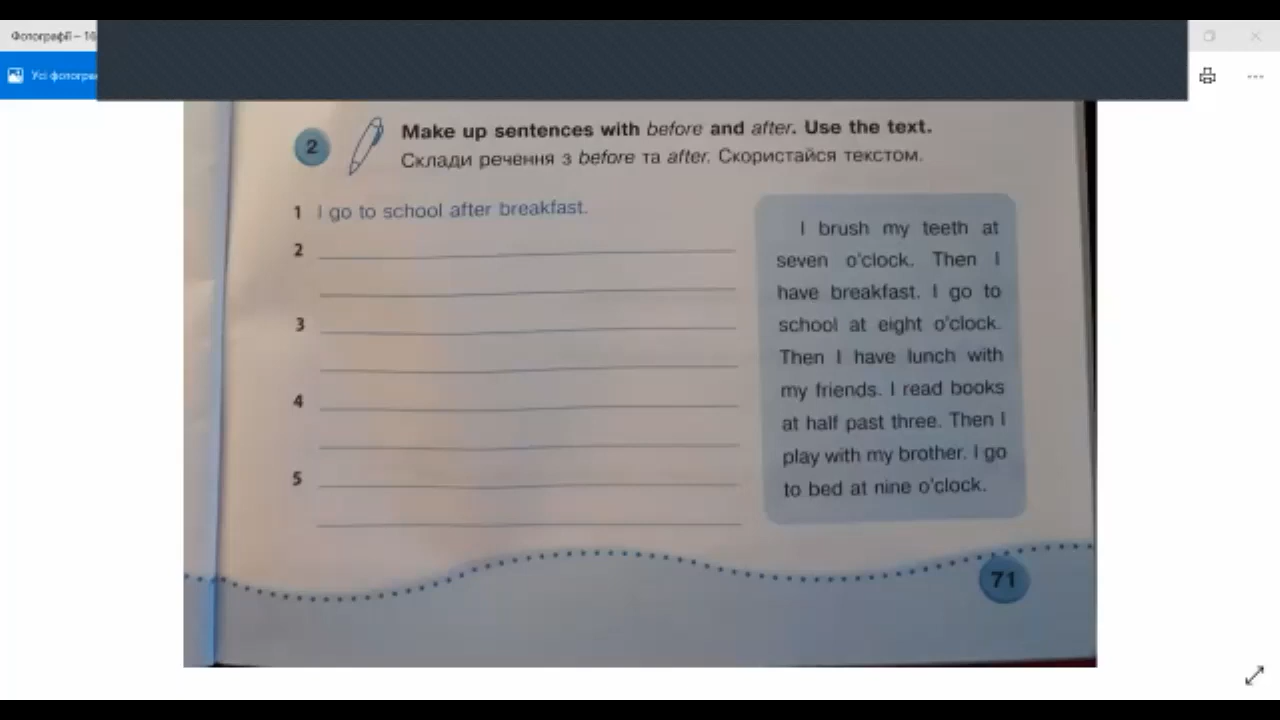 Фотографії – 16
Усі фотогра
2
Make up sentences with before and after. Use the text.
Склади речення з before та after. Скористайся текстом.
1 I go to school after breakfast.
2
3
4
5
I brush my teeth at
seven o'clock. Then I
have breakfast. I go to
school at eight o'clock.
Then I have lunch with
my friends. I read books
at half past three. Then I
play with my brother. I go
to bed at nine o'clock.
71